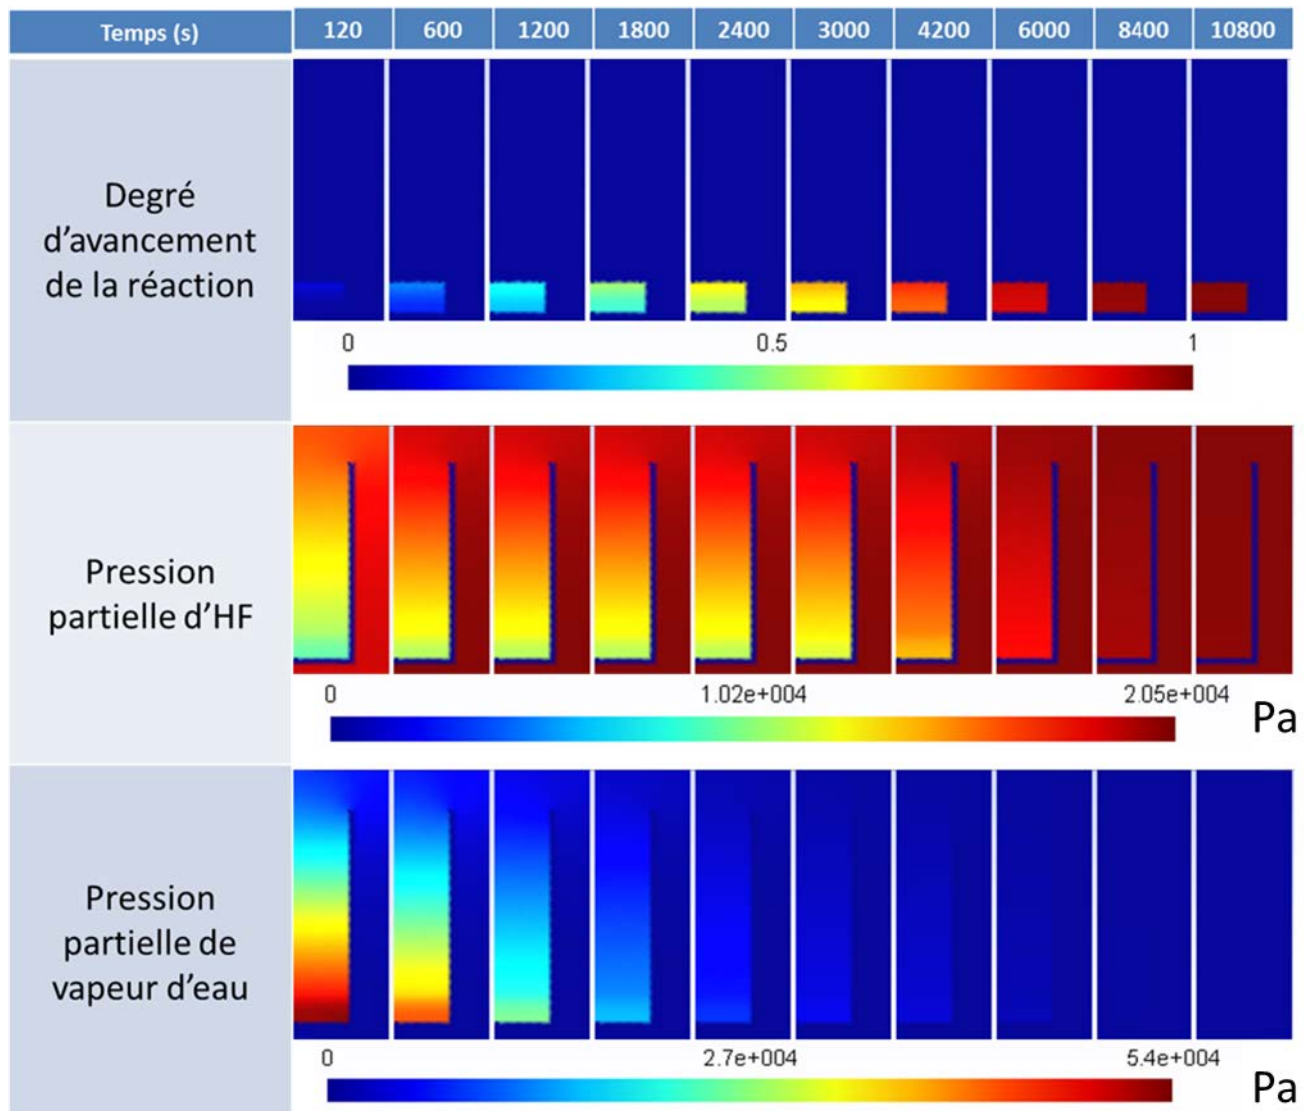 Temps (s) 120 600 1200 1800 2400 3000 4200 6000 8400 10800
Degré
d'avancement
de la réaction
0 0.5 1
Pression
partielle d'HF
0 1.02e+004 2.05e+004
Pa
Pression
partielle de
vapeur d'eau
0 2.7e+004 5.4e+004
Pa